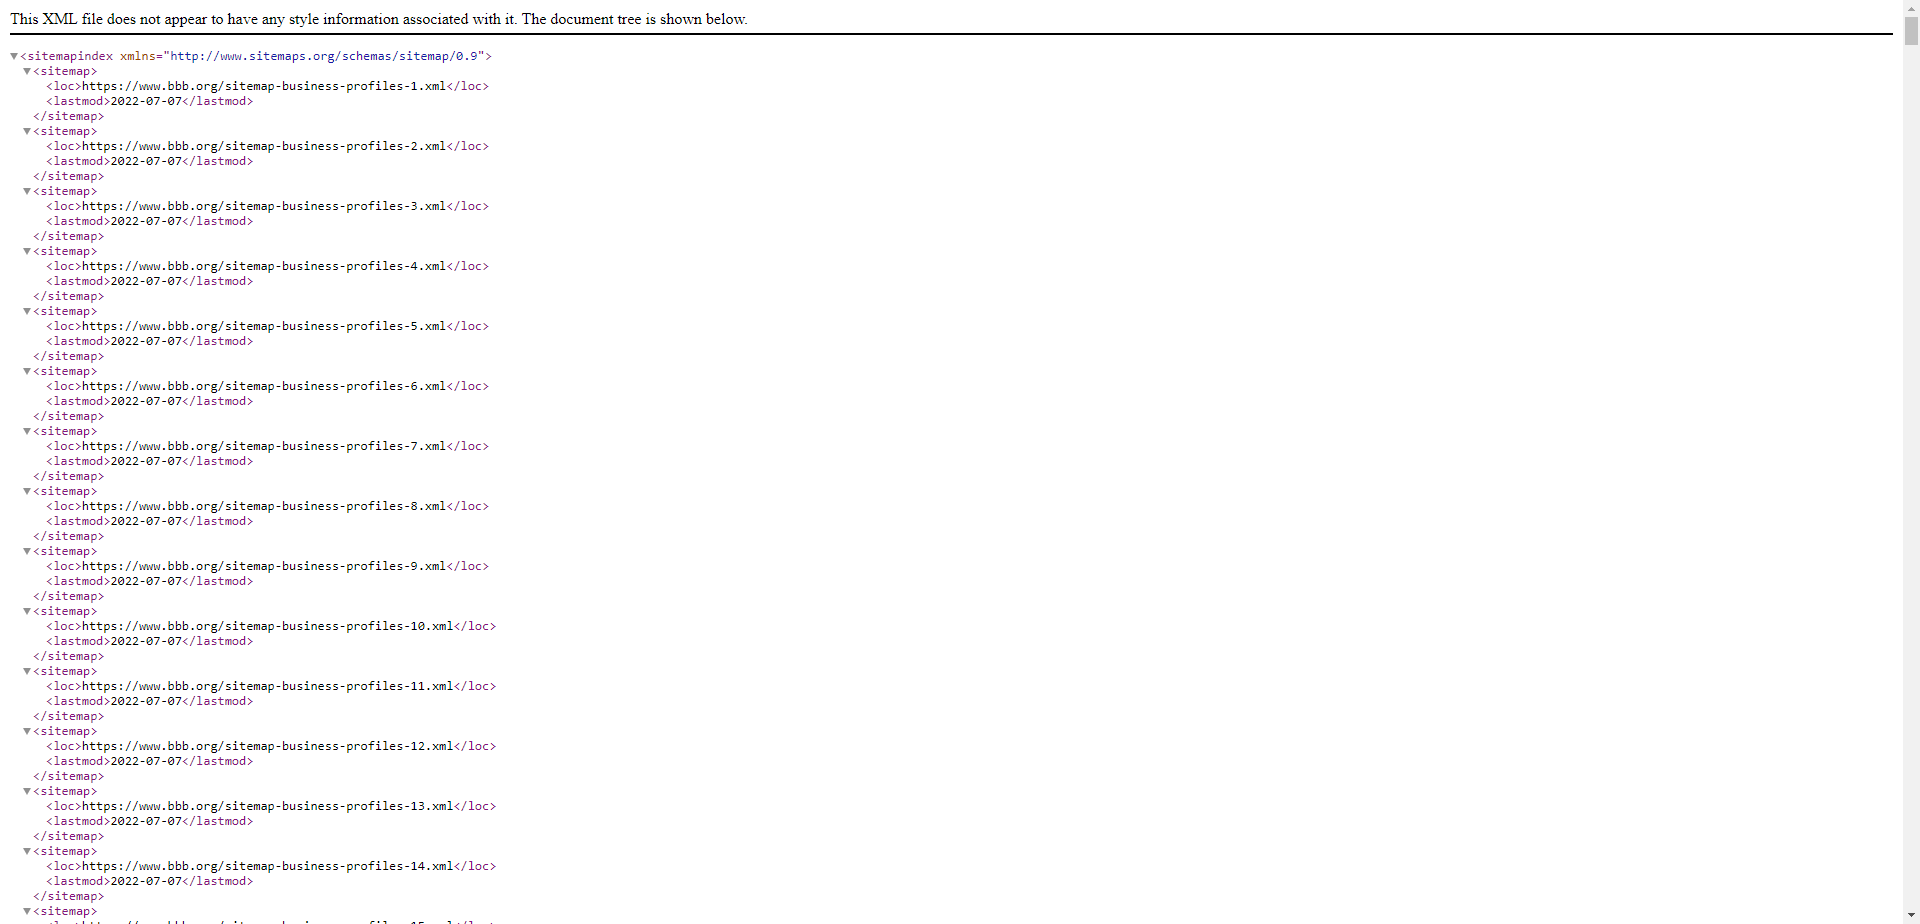 This XML file does not appear to have any style information associated with it. The document tree is shown below.
▼<sitemapindex xmlns="http://www.sitemaps.org/schemas/sitemap/0.9">
▼<sitemap>
<loc>https://www.bbb.org/sitemap-business-profiles-1.xml</loc>
<lastmod>2022-07-07</lastmod>
</sitemap>
▼<sitemap>
<loc>https://www.bbb.org/sitemap-business-profiles-2.xml</loc>
<lastmod>2022-07-07</lastmod>
</sitemap>
▼<sitemap>
<loc>https://www.bbb.org/sitemap-business-profiles-3.xml</loc>
<lastmod>2022-07-07</lastmod>
</sitemap>
▼<sitemap>
<loc>https://www.bbb.org/sitemap-business-profiles-4.xml</loc>
<lastmod>2022-07-07</lastmod>
</sitemap>
▼<sitemap>
<loc>https://www.bbb.org/sitemap-business-profiles-5.xml</loc>
<lastmod>2022-07-07</lastmod>
</sitemap>
▼<sitemap>
<loc>https://www.bbb.org/sitemap-business-profiles-6.xml</loc>
<lastmod>2022-07-07</lastmod>
</sitemap>
▼<sitemap>
<loc>https://www.bbb.org/sitemap-business-profiles-7.xml</loc>
<lastmod>2022-07-07</lastmod>
</sitemap>
▼<sitemap>
<loc>https://www.bbb.org/sitemap-business-profiles-8.xml</loc>
<lastmod>2022-07-07</lastmod>
</sitemap>
▼<sitemap>
<loc>https://www.bbb.org/sitemap-business-profiles-9.xml</loc>
<lastmod>2022-07-07</lastmod>
</sitemap>
▼<sitemap>
<loc>https://www.bbb.org/sitemap-business-profiles-10.xml</loc>
<lastmod>2022-07-07</lastmod>
</sitemap>
▼<sitemap>
<loc>https://www.bbb.org/sitemap-business-profiles-11.xml</loc>
<lastmod>2022-07-07</lastmod>
</sitemap>
▼<sitemap>
<loc>https://www.bbb.org/sitemap-business-profiles-12.xml</loc>
<lastmod>2022-07-07</lastmod>
</sitemap>
▼<sitemap>
<loc>https://www.bbb.org/sitemap-business-profiles-13.xml</loc>
<lastmod>2022-07-07</lastmod>
</sitemap>
▼<sitemap>
<loc>https://www.bbb.org/sitemap-business-profiles-14.xml</loc>
<lastmod>2022-07-07</lastmod>
</sitemap>
▼<sitemap>